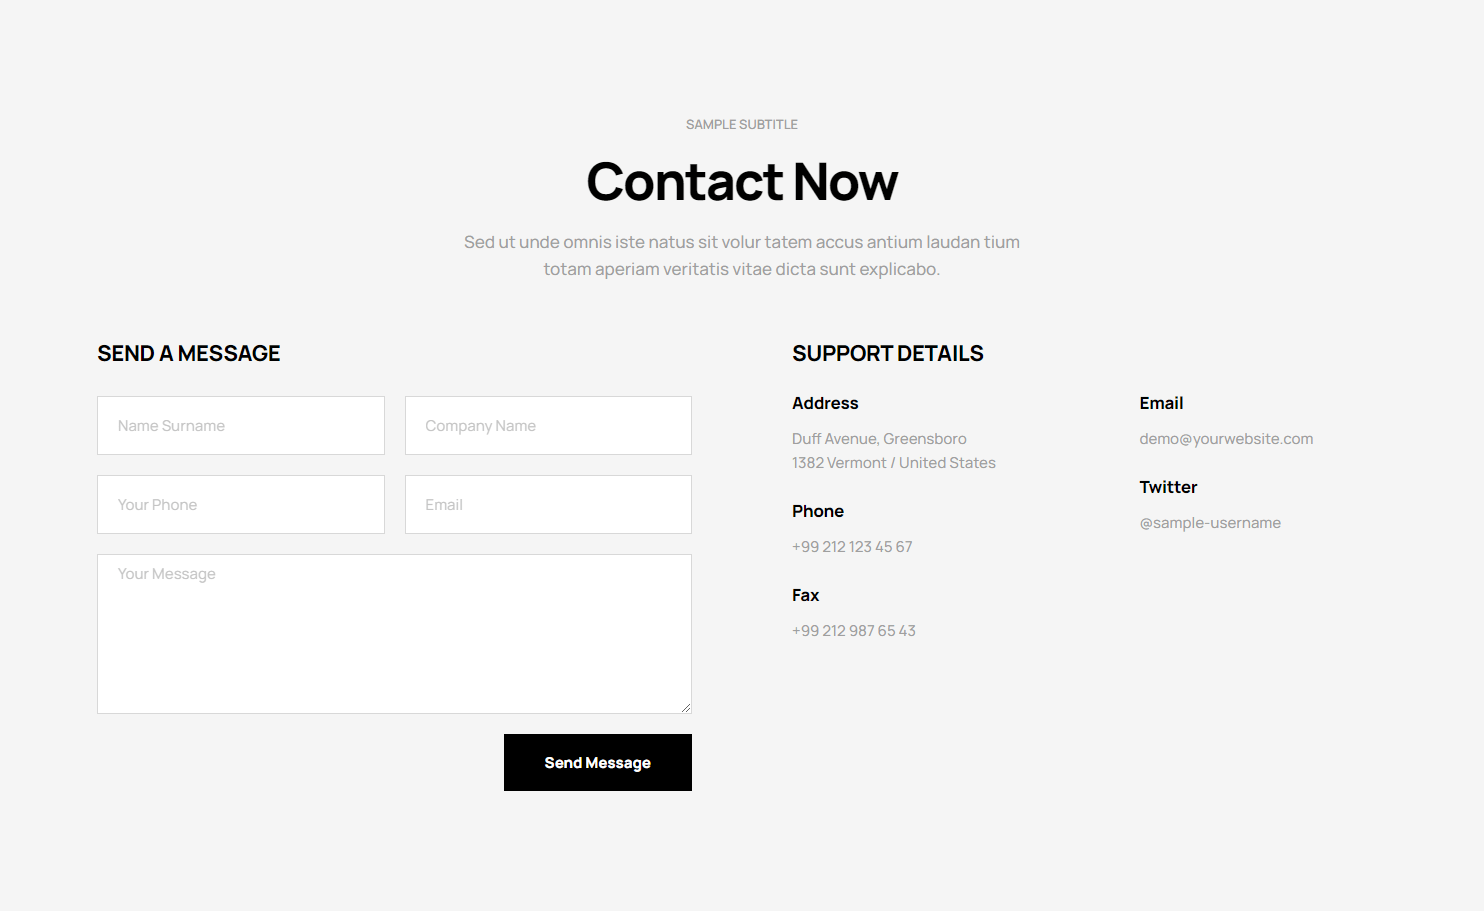 SAMPLE SUBTITLE
Contact Now
Sed ut unde omnis iste natus sit volur tatem accus antium laudan tium
totam aperiam veritatis vitae dicta sunt explicabo.
SEND A MESSAGE
Name Surname
Company Name
Your Phone
Email
Your Message
Send Message
SUPPORT DETAILS
Address
Duff Avenue, Greensboro
1382 Vermont / United States
Phone
+99 212 123 45 67
Fax
+99 212 987 65 43
Email
demo@yourwebsite.com
Twitter
@sample-username